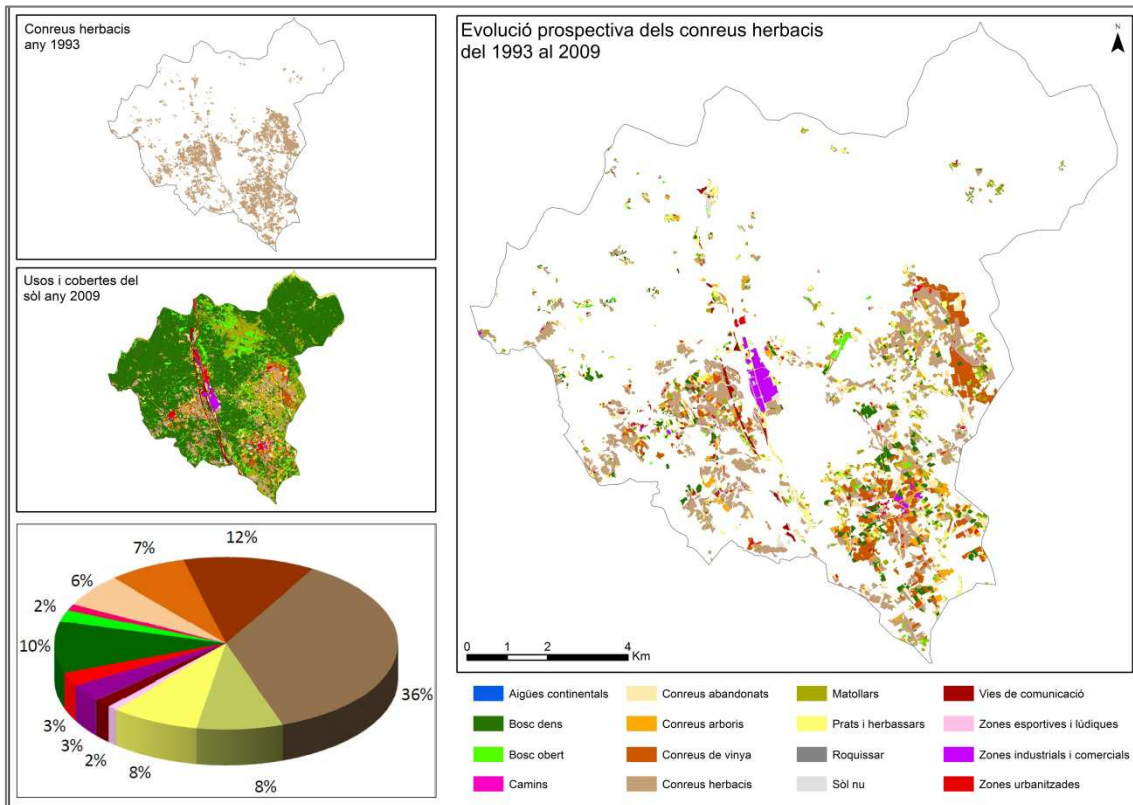 Conreus herbacis
any 1993
Usos i cobertes del
sòl any 2009
12%
7%
6%
2%
10%
3%
3%
2%
8%
8%
36%
Evolució prospectiva dels conreus herbacis
del 1993 al 2009
N
0 1 2 4
Km
Aigües continentals
Bosc dens
Bosc obert
Camins
Conreus abandonats
Conreus arboris
Conreus de vinya
Conreus herbacis
Matollars
Prats i herbassars
Roquissar
Sòl nu
Vies de comunicació
Zones esportives i lúdiques
Zones industrials i comercials
Zones urbanitzades